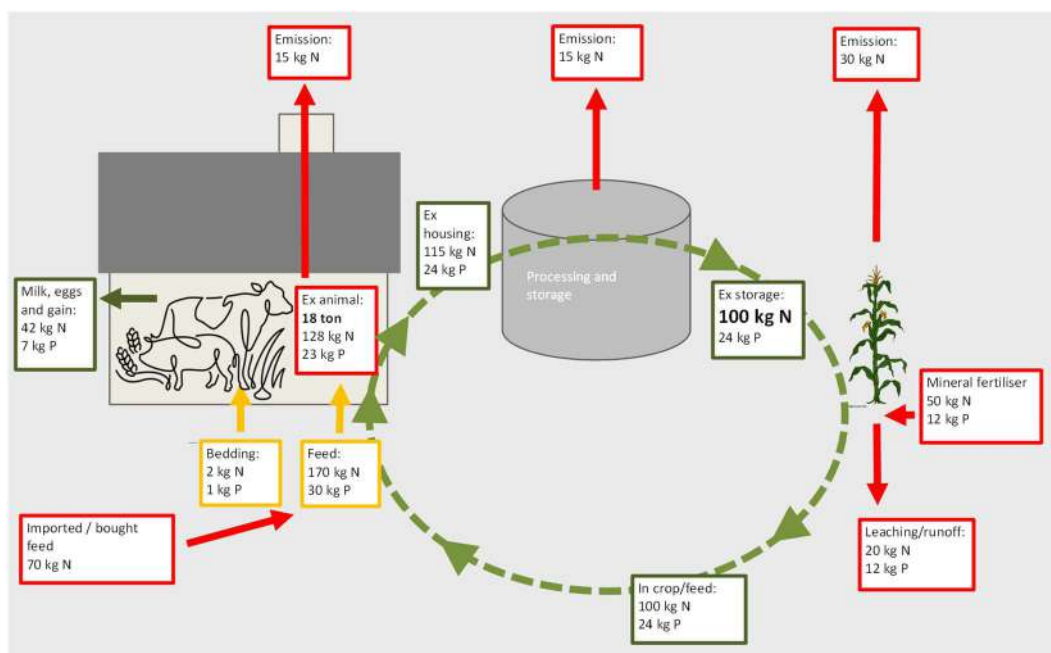 Emission:
15 kg N
Emission:
15 kg N
Emission:
30 kg N
Ex
housing:
115 kg N
24 kg P
Processing and
storage
Milk, eggs
and gain:
42 kg N
7 kg P
Ex animal:
18 ton
128 kg N
23 kg P
Ex storage:
100 kg N
24 kg P
Mineral fertiliser
50 kg N
12 kg P
Bedding:
2 kg N
1 kg P
Feed:
170 kg N
30 kg P
Imported / bought
feed
70 kg N
Leaching/runoff:
20 kg N
12 kg P
In crop/feed:
100 kg N
24 kg P